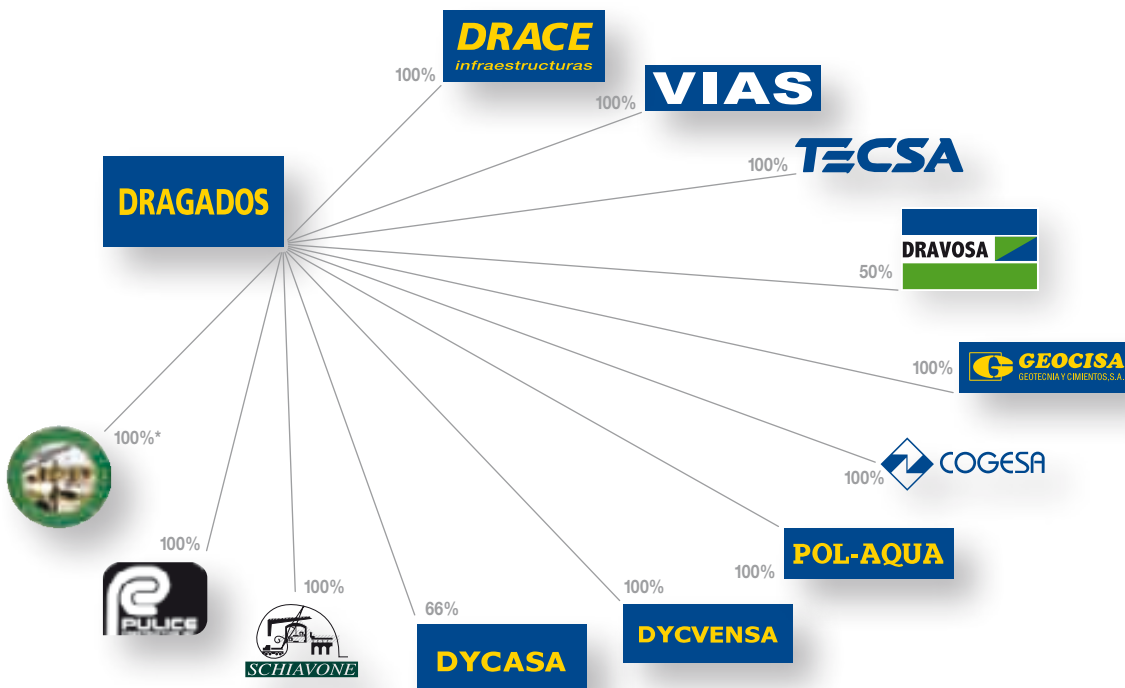 DRACE
infraestructuras
100%
VIAS
100%
TECSA
100%
DRAGADOS
DRAVOSA
50%
GEOCISA
GEOTECNIA Y CIMIENTOS, S.A.
100%
100%*
COGESA
100%
POL-AQUA
100%
100%
PULICE
100%
SCHIAVONE
66%
DYCASA
100%
DYCVENSA